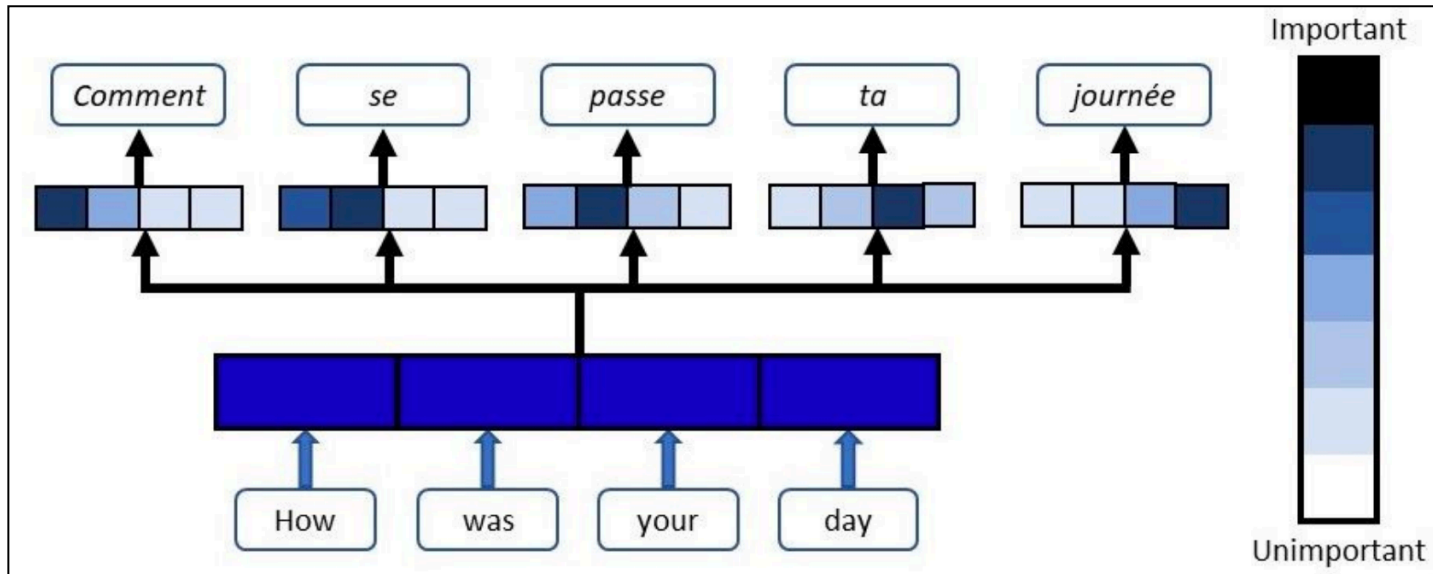 Important
Comment
se
passe
ta
journée
How
was
your
day
Unimportant